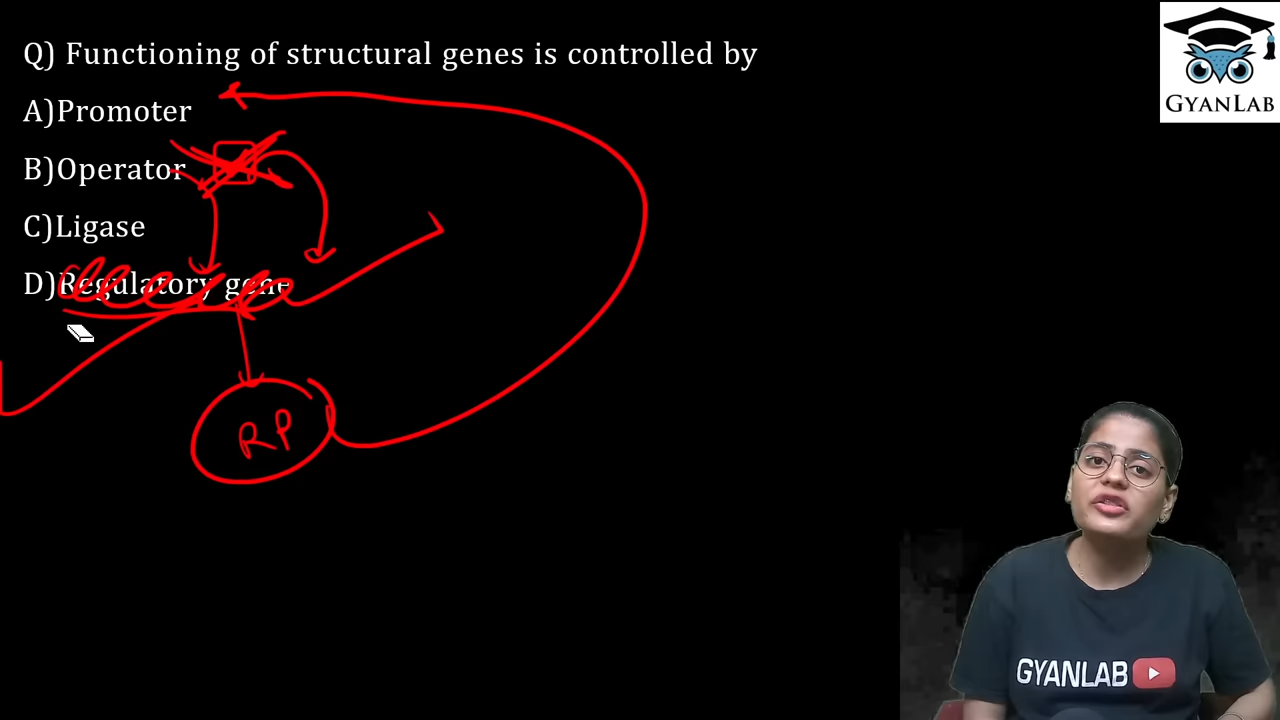 Q) Functioning of structural genes is controlled by
A)Promoter
B)Operator
C)Ligase
D)Regulatory gene
RP
GYANLAB
GYANLAB